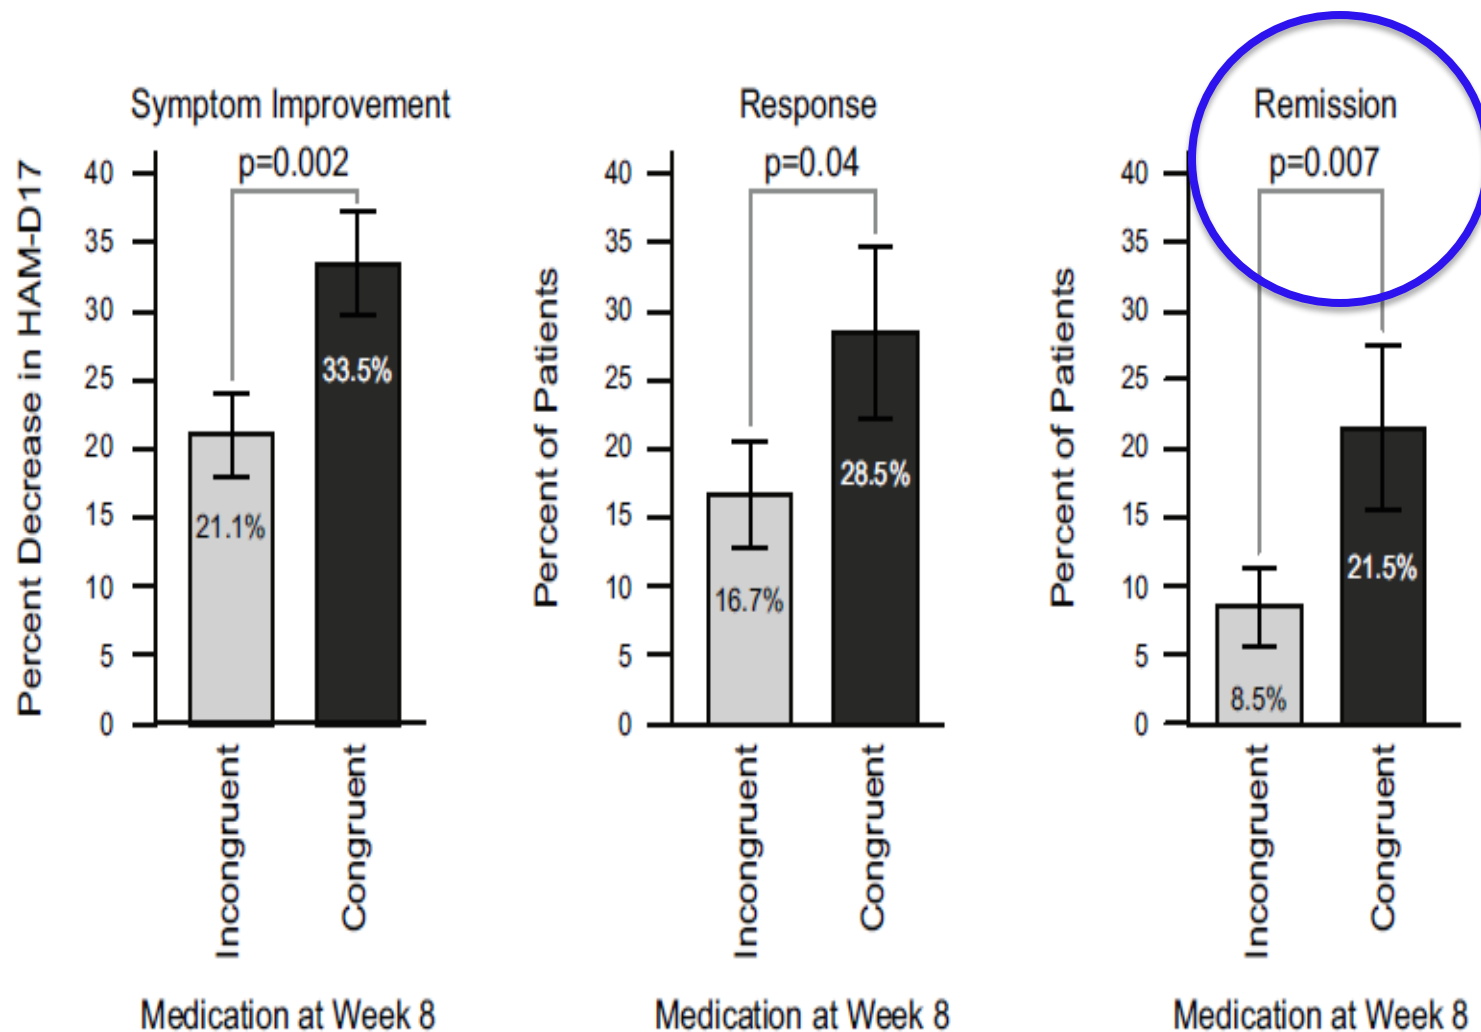 Symptom Improvement
p=0.002
Percent Decrease in HAM-D17
40
35
30
25
20
15
10
5
0
21.1%
33.5%
Incongruent
Congruent
Medication at Week 8
Response
p=0.04
Percent of Patients
40
35
30
25
20
15
10
5
0
16.7%
28.5%
Incongruent
Congruent
Medication at Week 8
Remission
p=0.007
Percent of Patients
40
35
30
25
20
15
10
5
0
8.5%
21.5%
Incongruent
Congruent
Medication at Week 8